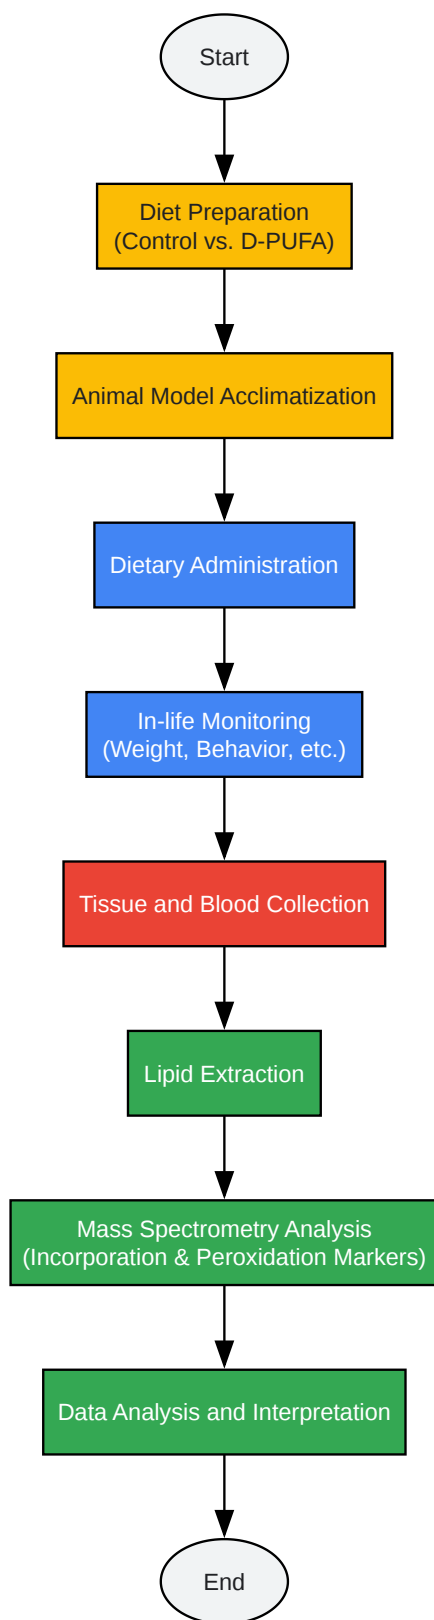 Start
Diet Preparation
(Control vs. D-PUFA)
Animal Model Acclimatization
Dietary Administration
In-life Monitoring
(Weight, Behavior, etc.)
Tissue and Blood Collection
Lipid Extraction
Mass Spectrometry Analysis
(Incorporation & Peroxidation Markers)
Data Analysis and Interpretation
End